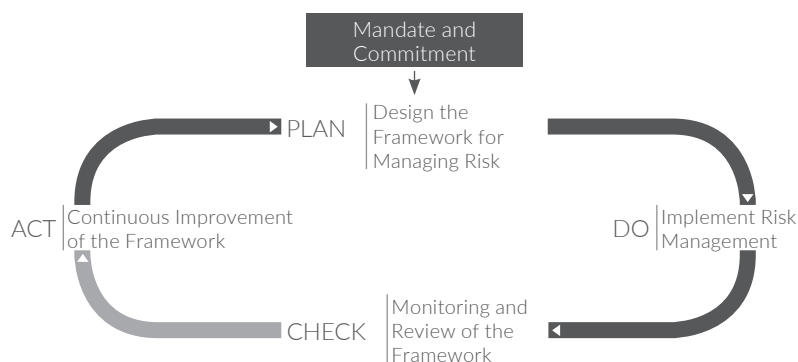 Mandate and
Commitment
PLAN
Design the
Framework for
Managing Risk
ACT
Continuous Improvement
of the Framework
DO
Implement Risk
Management
CHECK
Monitoring and
Review of the
Framework